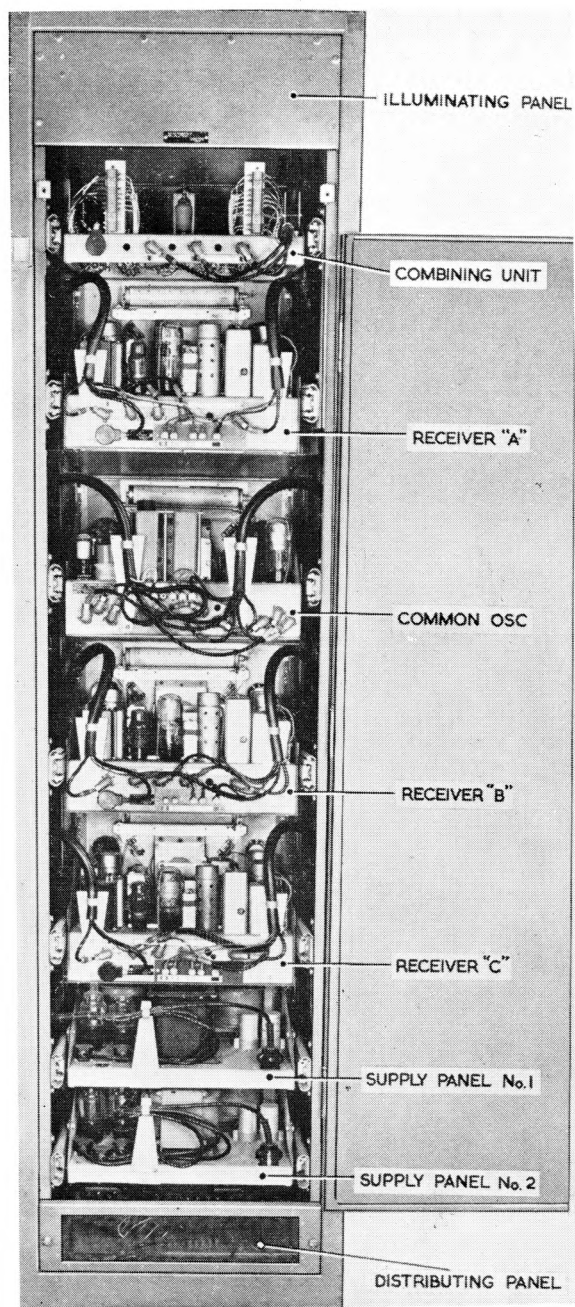 ILLUMINATING PANEL
COMBINING UNIT
RECEIVER "A"
COMMON OSC
RECEIVER "B"
RECEIVER "C"
SUPPLY PANEL No.1
SUPPLY PANEL No.2
DISTRIBUTING PANEL